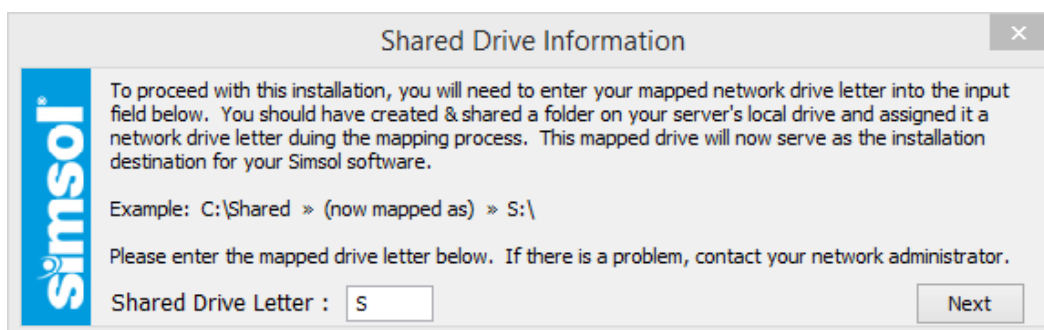 Shared Drive Information
simsol®
To proceed with this installation, you will need to enter your mapped network drive letter into the input
field below. You should have created & shared a folder on your server's local drive and assigned it a
network drive letter duing the mapping process. This mapped drive will now serve as the installation
destination for your Simsol software.
Example: C:\Shared » (now mapped as) » S:\
Please enter the mapped drive letter below. If there is a problem, contact your network administrator.
Shared Drive Letter : S
Next